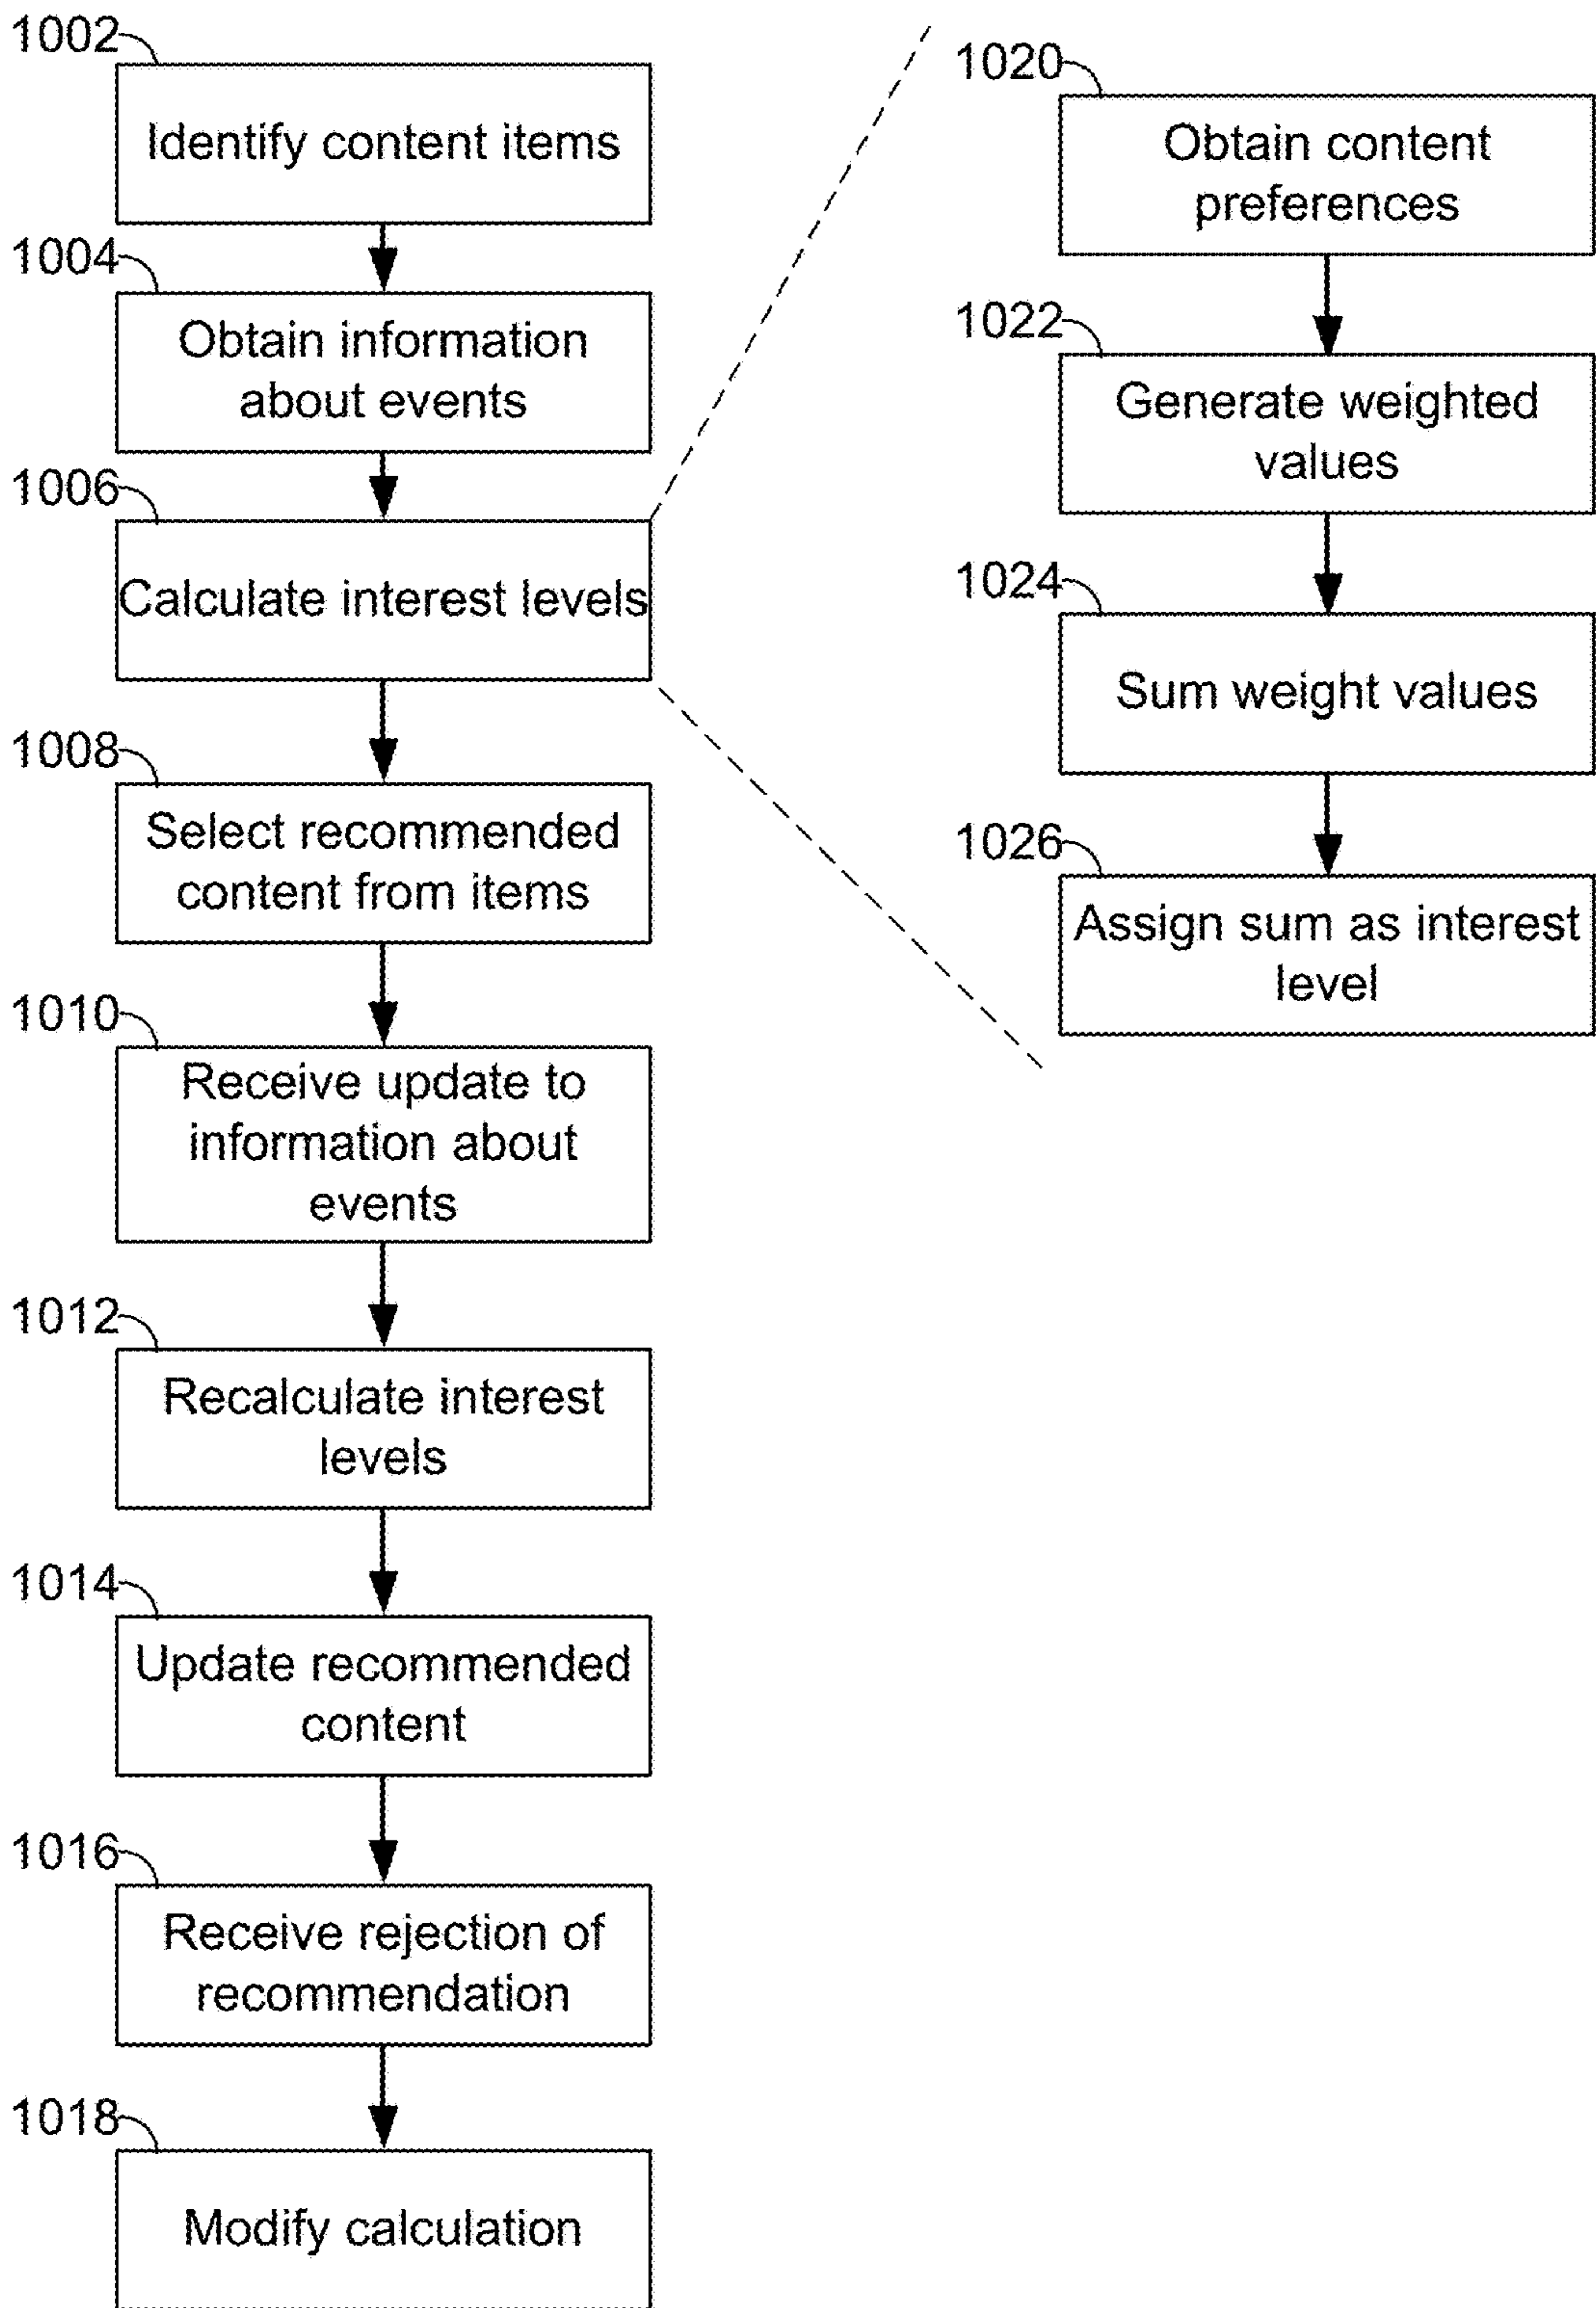 1002
Identify content items
1004
Obtain information
about events
1006
Calculate interest levels
1008
Select recommended
content from items
1010
Receive update to
information about
events
1012
Recalculate interest
levels
1014
Update recommended
content
1016
Receive rejection of
recommendation
1018
Modify calculation
1020
Obtain content
preferences
1022
Generate weighted
values
1024
Sum weight values
1026
Assign sum as interest
level